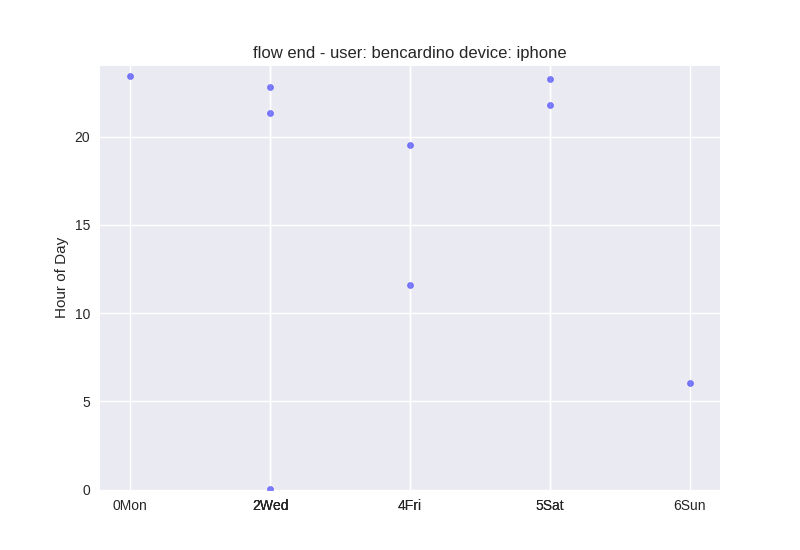 flow end - user: bencardino device: iphone
Hour of Day
20
15
10
5
0
0Mon 2Wed 4Fri 5Sat 6Sun